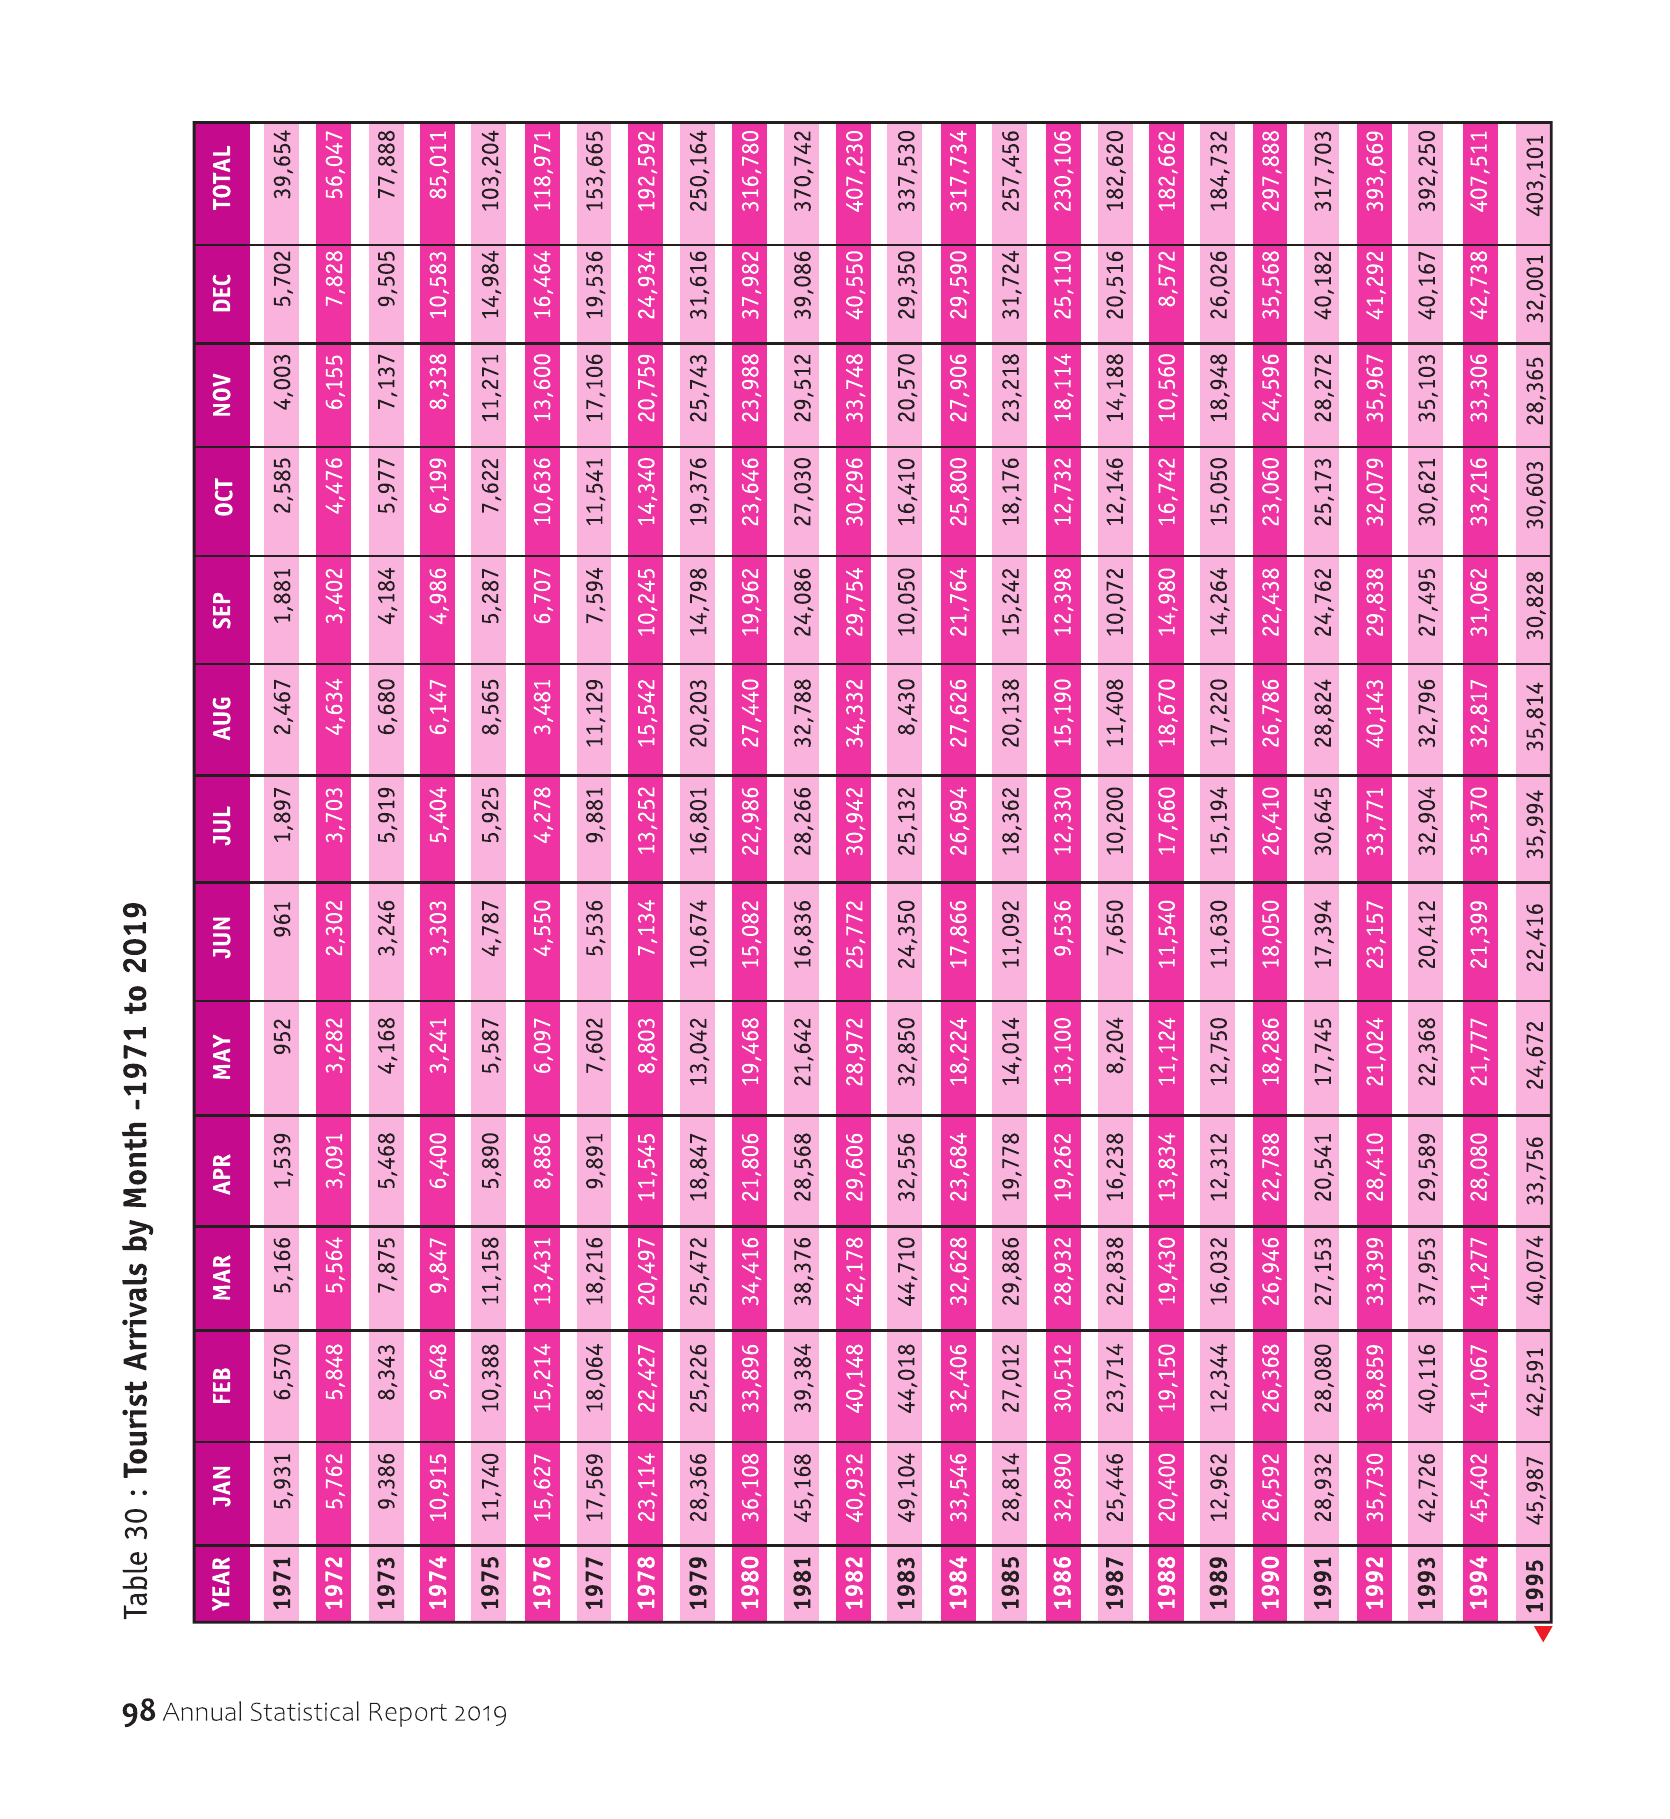 Table 30 : Tourist Arrivals by Month -1971 to 2019
YEAR JAN FEB MAR APR MAY JUN JUL AUG SEP OCT NOV DEC TOTAL
1971 5,931 6,570 5,166 1,539 952 961 1,897 2,467 1,881 2,585 4,003 5,702 39,654
1972 5,762 5,848 5,564 3,091 3,282 2,302 3,703 4,634 3,402 4,476 6,155 7,828 56,047
1973 9,386 8,343 7,875 5,468 4,168 3,246 5,919 6,680 4,184 5,977 7,137 9,505 77,888
1974 10,915 9,648 9,847 6,400 3,241 3,303 5,404 6,147 4,986 6,199 8,338 10,583 85,011
1975 11,740 10,388 11,158 5,890 5,587 4,787 5,925 8,565 5,287 7,622 11,271 14,984 103,204
1976 15,627 15,214 13,431 8,886 6,097 4,550 4,278 3,481 6,707 10,636 13,600 16,464 118,971
1977 17,569 18,064 18,216 9,891 7,602 5,536 9,881 11,129 7,594 11,541 17,106 19,536 153,665
1978 23,114 22,427 20,497 11,545 8,803 7,134 13,252 15,542 10,245 14,340 20,759 24,934 192,592
1979 28,366 25,226 25,472 18,847 13,042 10,674 16,801 20,203 14,798 19,376 25,743 31,616 250,164
1980 36,108 33,896 34,416 21,806 19,468 15,082 22,986 27,440 19,962 23,646 23,988 37,982 316,780
1981 45,168 39,384 38,376 28,568 21,642 16,836 28,266 32,788 24,086 27,030 29,512 39,086 370,742
1982 40,932 40,148 42,178 29,606 28,972 25,772 30,942 34,332 29,754 30,296 33,748 40,550 407,230
1983 49,104 44,018 44,710 32,556 32,850 24,350 25,132 8,430 10,050 16,410 20,570 29,350 337,530
1984 33,546 32,406 32,628 23,684 18,224 17,866 26,694 27,626 21,764 25,800 27,906 29,590 317,734
1985 28,814 27,012 29,886 19,778 14,014 11,092 18,362 20,138 15,242 18,176 23,218 31,724 257,456
1986 32,890 30,512 28,932 19,262 13,100 9,536 12,330 15,190 12,398 12,732 18,114 25,110 230,106
1987 25,446 23,714 22,838 16,238 8,204 7,650 10,200 11,408 10,072 12,146 14,188 20,516 182,620
1988 20,400 19,150 19,430 13,834 11,124 11,540 17,660 18,670 14,980 16,742 10,560 8,572 182,662
1989 12,962 12,344 16,032 12,312 12,750 11,630 15,194 17,220 14,264 15,050 18,948 26,026 184,732
1990 26,592 26,368 26,946 22,788 18,286 18,050 26,410 26,786 22,438 23,060 24,596 35,568 297,888
1991 28,932 28,080 27,153 20,541 17,745 17,394 30,645 28,824 24,762 25,173 28,272 40,182 317,703
1992 35,730 38,859 33,399 28,410 21,024 23,157 33,771 40,143 29,838 32,079 35,967 41,292 393,669
1993 42,726 40,116 37,953 29,589 22,368 20,412 32,904 32,796 27,495 30,621 35,103 40,167 392,250
1994 45,402 41,067 41,277 28,080 21,777 21,399 35,370 32,817 31,062 33,216 33,306 42,738 407,511
1995 45,987 42,591 40,074 33,756 24,672 22,416 35,994 35,814 30,828 30,603 28,365 32,001 403,101
98 Annual Statistical Report 2019